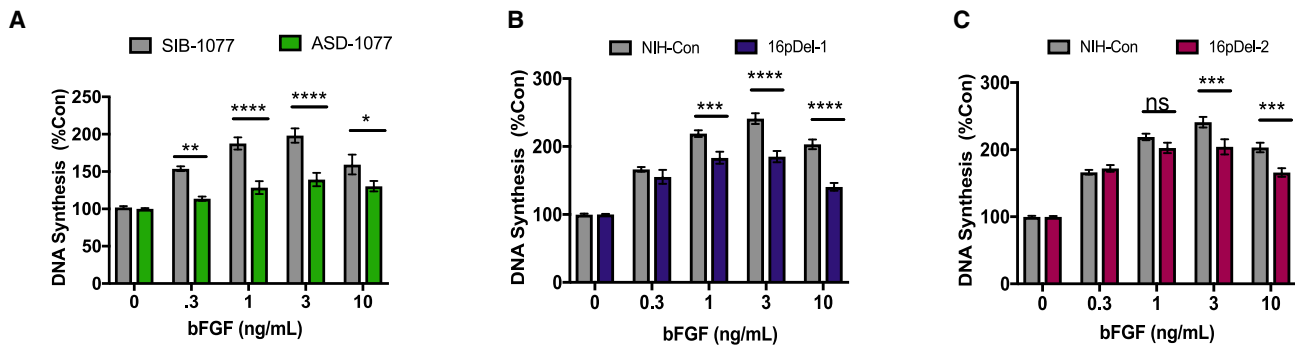 A
SIB-1077 ASD-1077
DNA Synthesis (%Con)
250
200
150
100
50
0
** **** **** *
0 .3 1 3 10
bFGF (ng/mL)
B
NIH-Con 16pDel-1
DNA Synthesis (%Con)
300
200
100
0
*** **** ****
0 0.3 1 3 10
bFGF (ng/mL)
C
NIH-Con 16pDel-2
DNA Synthesis (%Con)
300
200
100
0
ns *** ***
0 0.3 1 3 10
bFGF (ng/mL)